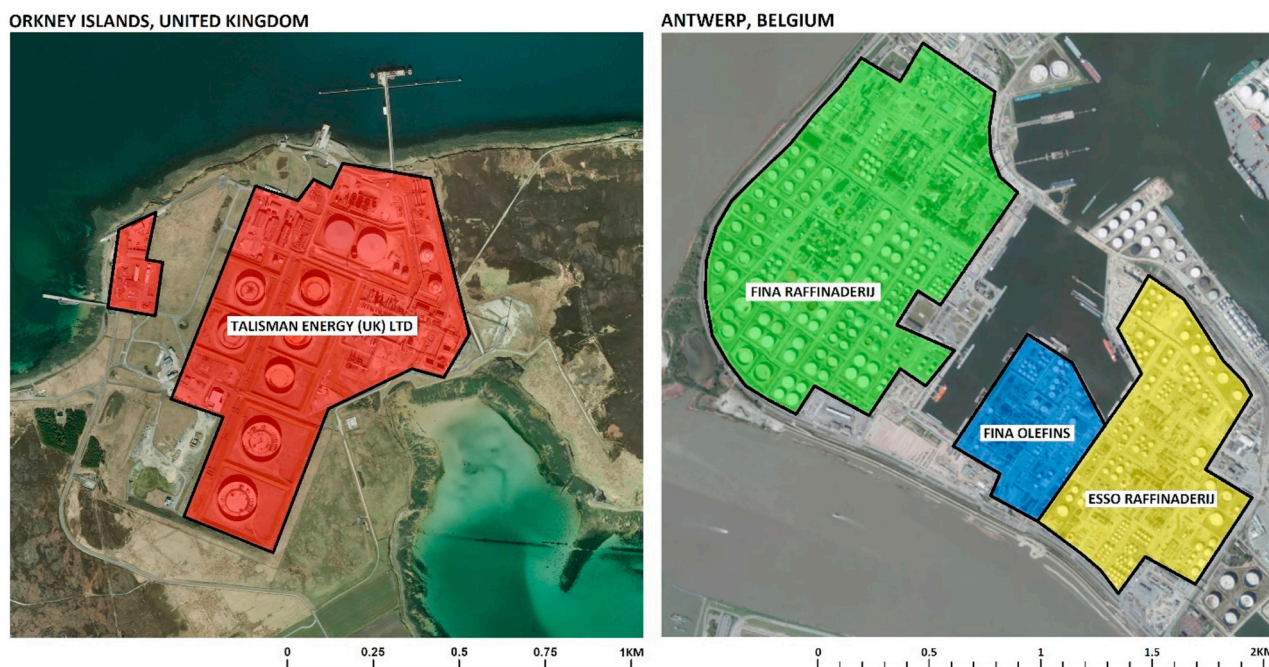 ORKNEY ISLANDS, UNITED KINGDOM
TALISMAN ENERGY (UK) LTD
0 0.25 0.5 0.75 1KM
ANTWERP, BELGIUM
FINA RAFFINADERIJ
FINA OLEFINS
ESSO RAFFINADERIJ
0 0.5 1 1.5 2KM